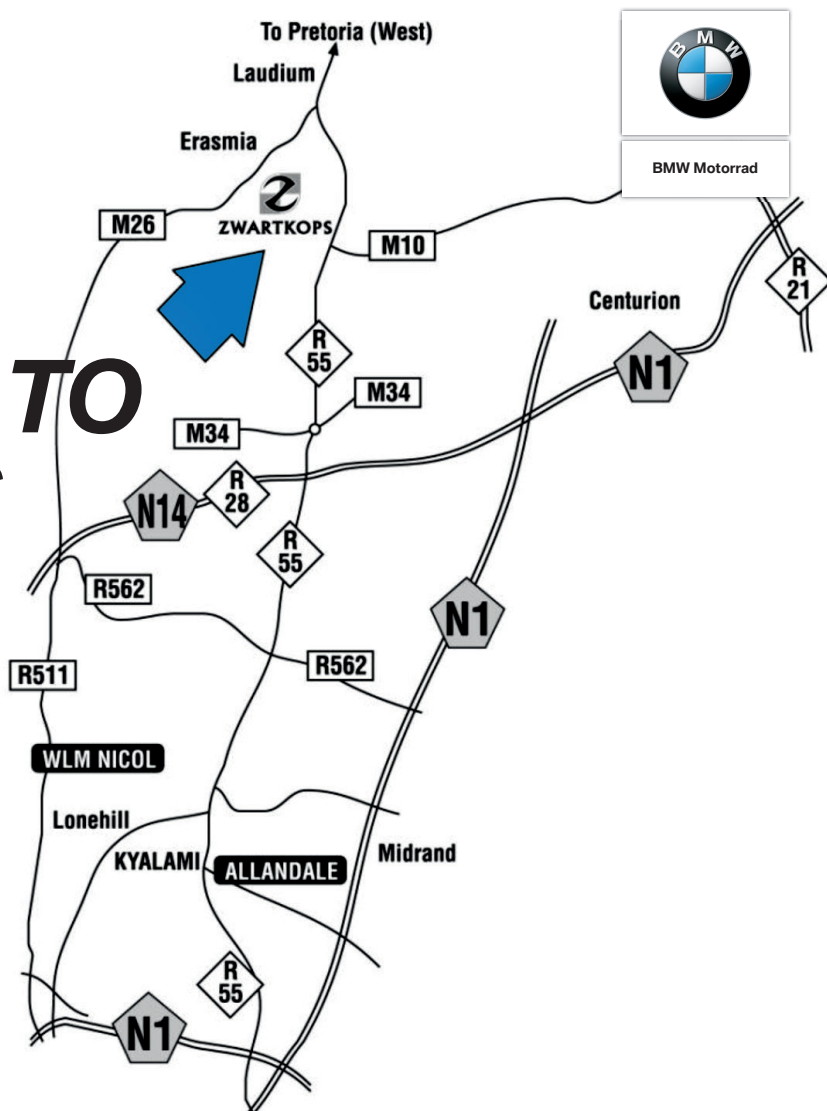 To Pretoria (West)
Laudium
B M W
BMW Motorrad
Erasmia
ZWARTKOPS
M26
M10
R
21
Centurion
R
55
N1
TO
M34
M34
N14
R
28
R
55
R562
N1
R562
R511
WLM NICOL
Lonehill
KYALAMI
ALLANDALE
Midrand
R
55
N1